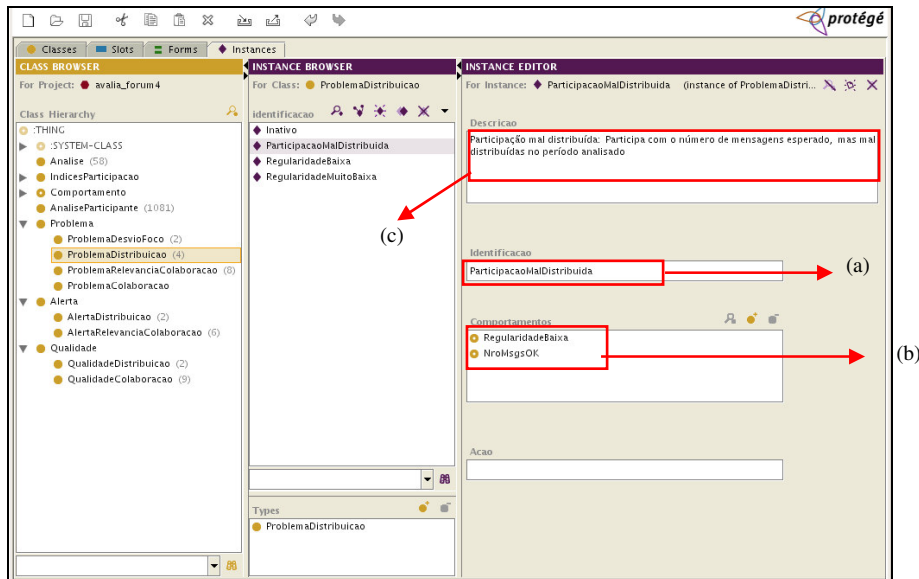 protégé
Classes Slots Forms Instances
CLASS BROWSER
For Project: avalia_forum4
Class Hierarchy
:THING
:SYSTEM-CLASS
Analise (58)
IndicesParticipacao
Comportamento
AnaliseParticipante (1081)
Problema
ProblemaDesvioFoco (2)
ProblemaDistribuicao (4)
ProblemaRelevanciaColaboracao (8)
ProblemaColaboracao
Alerta
AlertaDistribuicao (2)
AlertaRelevanciaColaboracao (6)
Qualidade
QualidadeDistribuicao (2)
QualidadeColaboracao (9)
INSTANCE BROWSER
For Class: ProblemaDistribuicao
identificacao
Inativo
ParticipacaoMalDistribuida
RegularidadeBaixa
RegularidadeMuitoBaixa
Types
ProblemaDistribuicao
INSTANCE EDITOR
For Instance: ParticipacaoMalDistribuida (instance of ProblemaDistri...
Descricao
Participação mal distribuída: Participa com o número de mensagens esperado, mas mal
distribuídas no período analisado
(c)
Identificacao
ParticipacaoMalDistribuida
(a)
Comportamentos
RegularidadeBaixa
NroMsgsOK
(b)
Acao